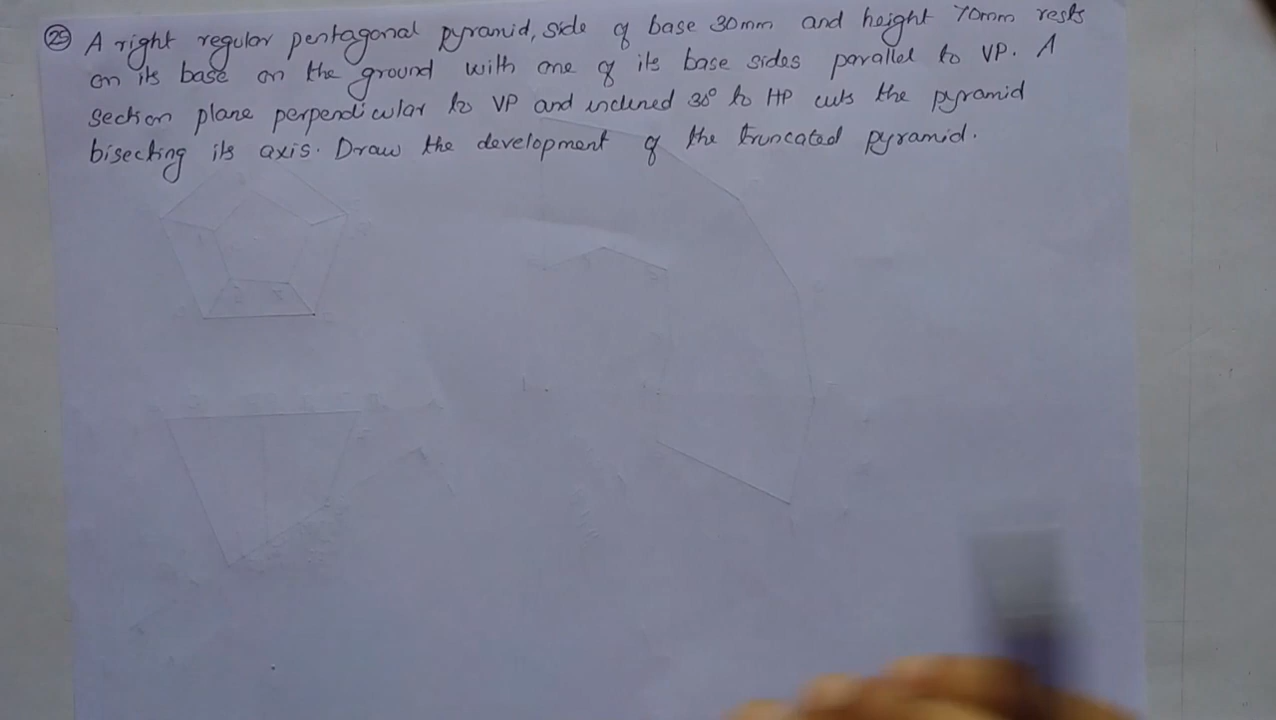 25 A right regular pentagonal pyramid, side of base 30mm and height 70mm rests
on its base on the ground with one of its base sides parallel to VP. A
section plane perpendicular to VP and inclined 30° to HP cuts the pyramid
bisecting its axis. Draw the development of the truncated pyramid.